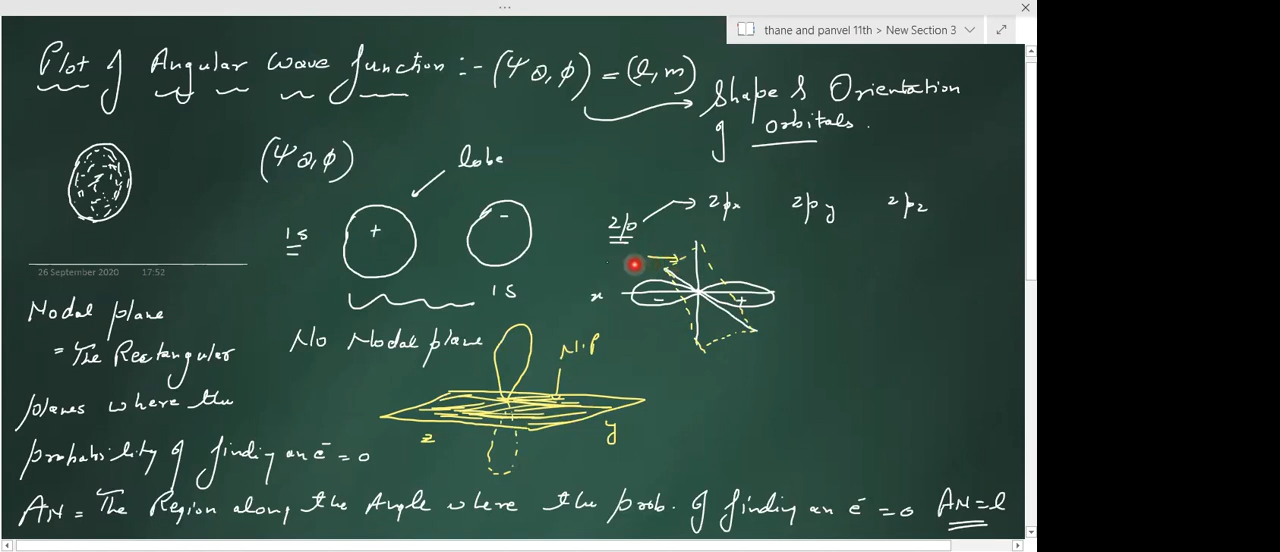 thane and panvel 11th > New Section 3
Plot of Angular wave function :- (Ψ θ, ϕ) = (l, m)
Shape & Orientation
of orbitals.
(Ψ θ, ϕ)
lobe
1s
+
-
1s
2p
2px 2py 2pz
x
-
+
26 September 2020 17:52
No Nodal plane
N.P
z
y
Nodal plane
= The Rectangular
planes where the
probability of finding an e- = 0
AN = The Region along the Angle where the prob. of finding an e- = 0 AN = l